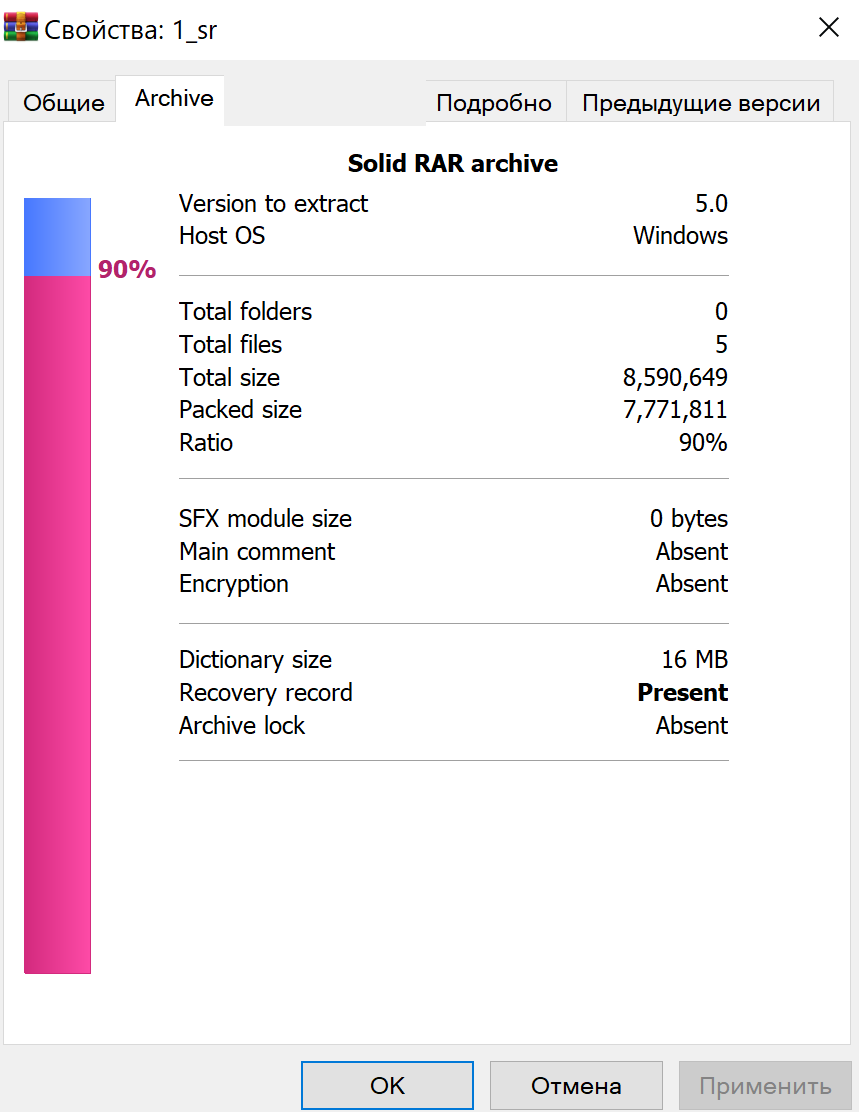 Свойства: 1_sr
Общие Archive Подробно Предыдущие версии
Solid RAR archive
Version to extract 5.0
Host OS Windows
90%
Total folders 0
Total files 5
Total size 8,590,649
Packed size 7,771,811
Ratio 90%
SFX module size 0 bytes
Main comment Absent
Encryption Absent
Dictionary size 16 MB
Recovery record Present
Archive lock Absent
OK Отмена Применить